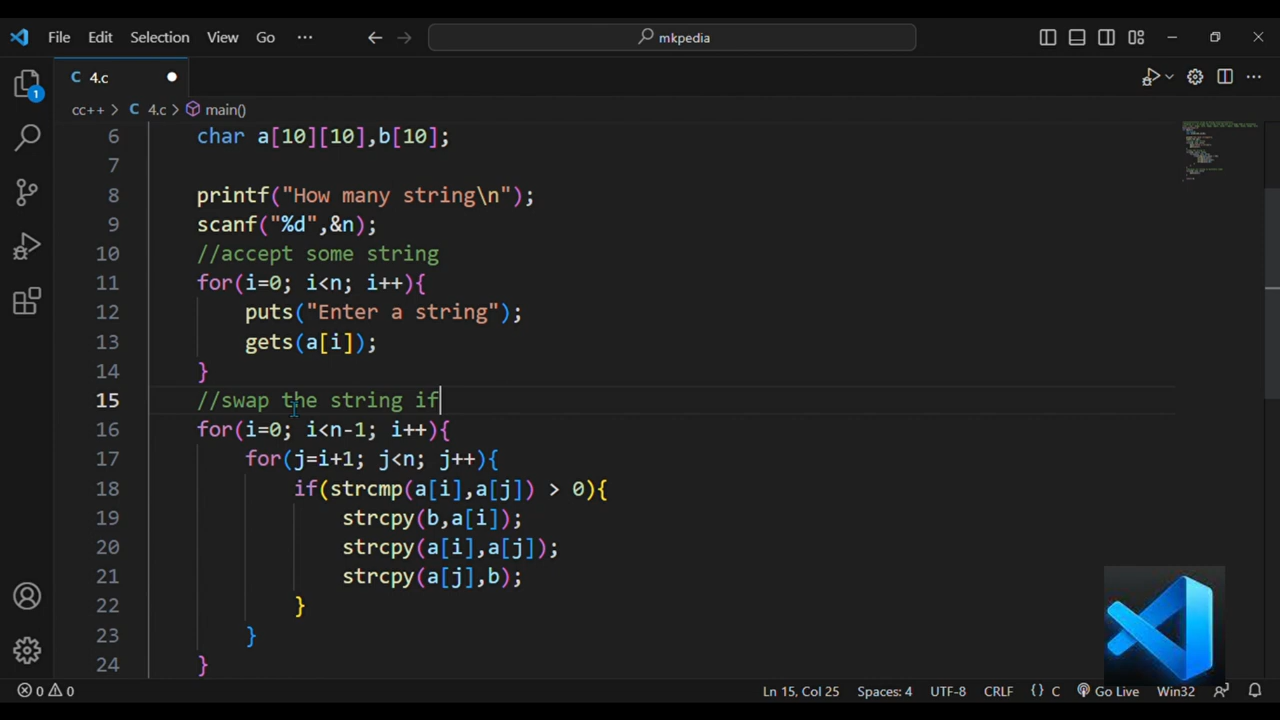 File Edit Selection View Go ··· mkpedia
C 4.c
cc++ > C 4.c > main()
6 char a[10][10],b[10];
7
8 printf("How many string\n");
9 scanf("%d",&n);
10 //accept some string
11 for(i=0; i<n; i++){
12 puts("Enter a string");
13 gets(a[i]);
14 }
15 //swap the string if
16 for(i=0; i<n-1; i++){
17 for(j=i+1; j<n; j++){
18 if(strcmp(a[i],a[j]) > 0){
19 strcpy(b,a[i]);
20 strcpy(a[i],a[j]);
21 strcpy(a[j],b);
22 }
23 }
24 }
1
0 0 Ln 15, Col 25 Spaces: 4 UTF-8 CRLF {} C Go Live Win32